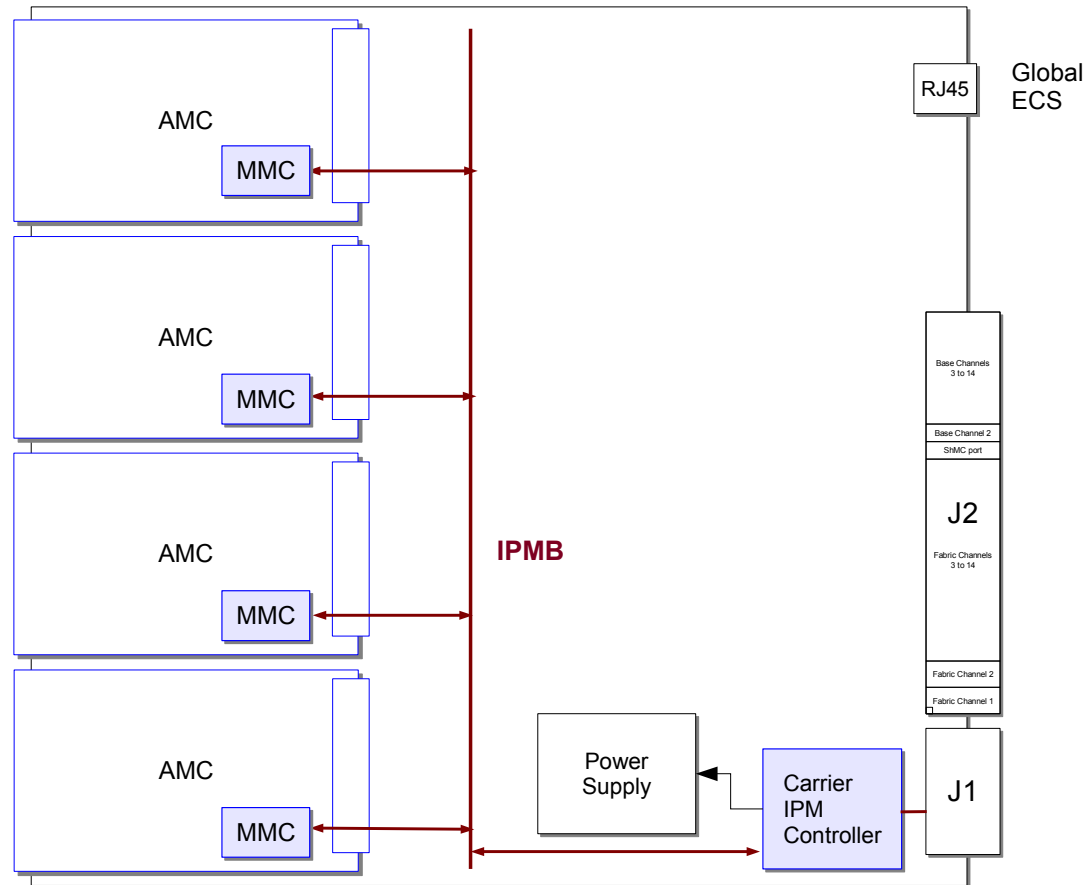 AMC
MMC
AMC
MMC
AMC
MMC
AMC
MMC
IPMB
Power
Supply
Carrier
IPM
Controller
RJ45
Global
ECS
Base Channels
3 to 14
Base Channel 2
ShMC port
J2
Fabric Channels
3 to 14
Fabric Channel 2
Fabric Channel 1
J1